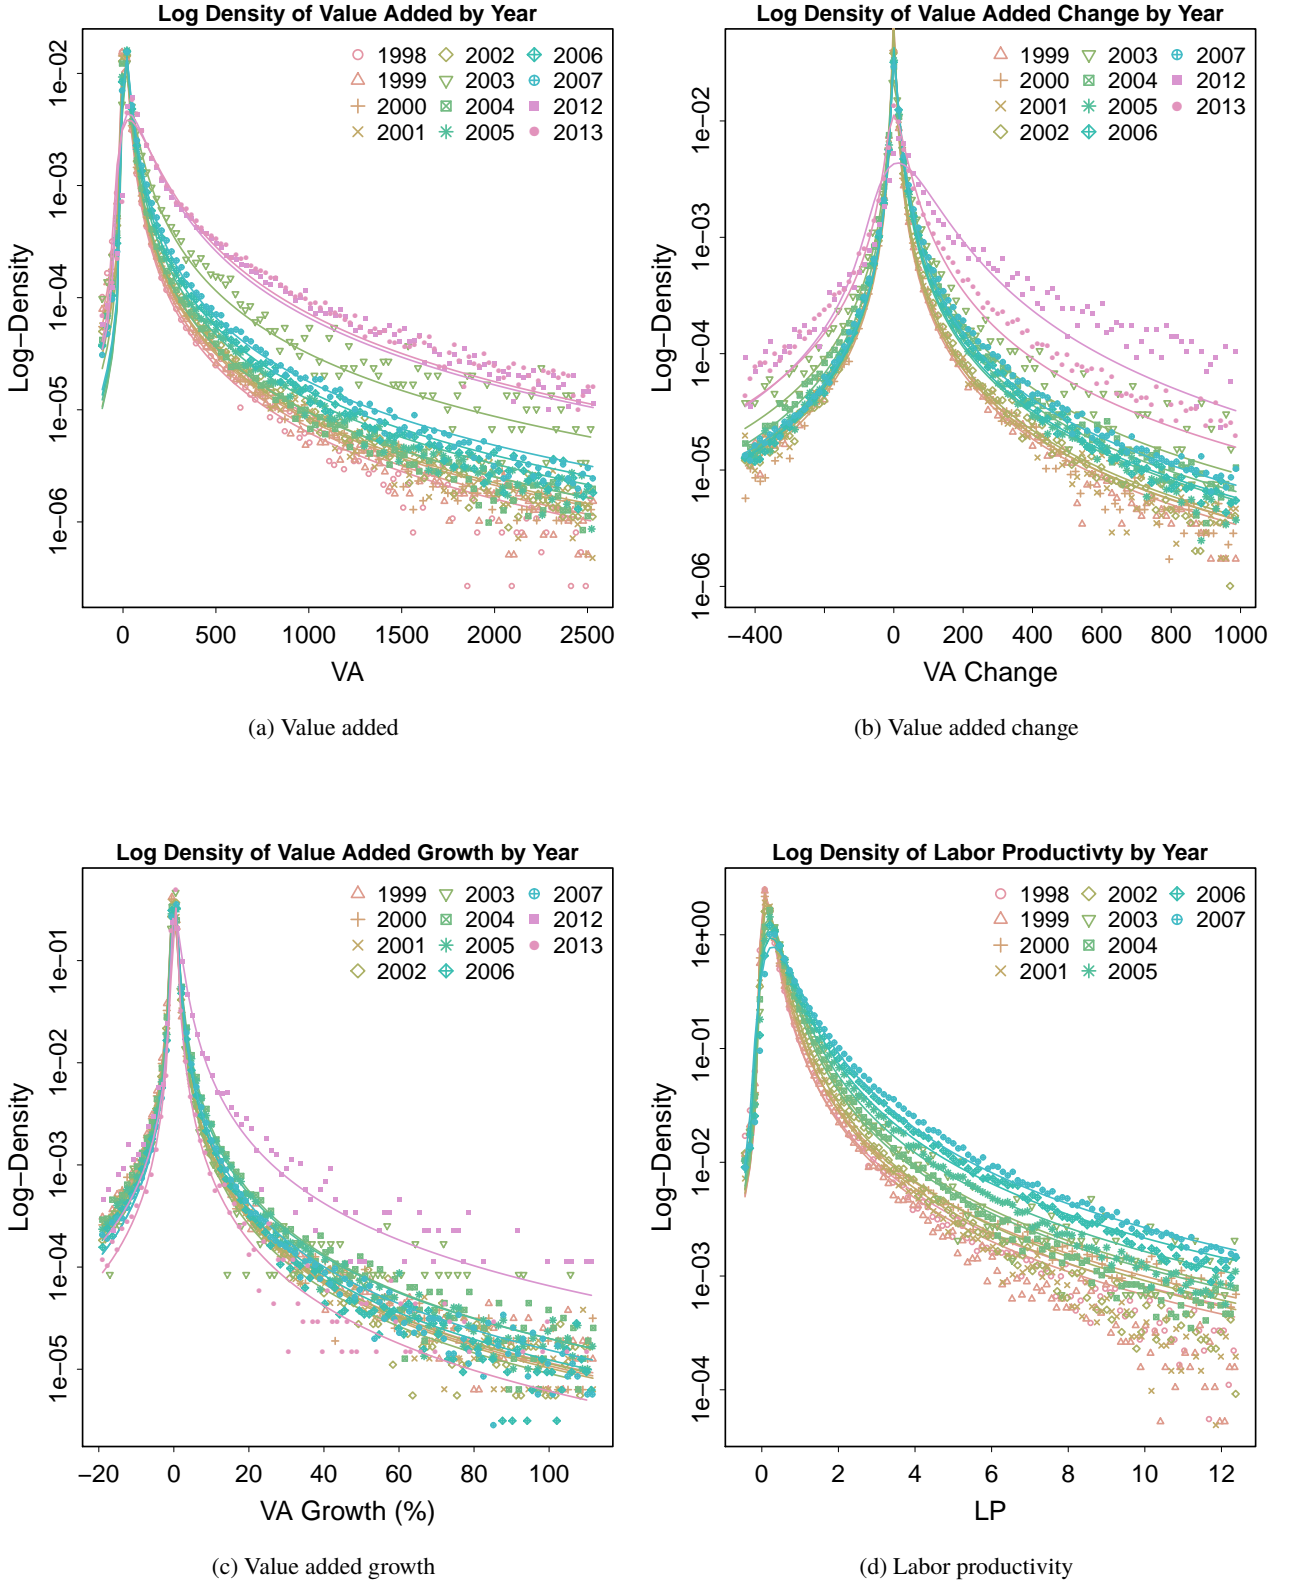 Log Density of Value Added by Year
1998 2002 2006
1999 2003 2007
2000 2004 2012
2001 2005 2013
Log−Density
1e−02
1e−03
1e−04
1e−05
1e−06
0 500 1000 1500 2000 2500
VA
(a) Value added
Log Density of Value Added Change by Year
1999 2003 2007
2000 2004 2012
2001 2005 2013
2002 2006
Log−Density
1e−02
1e−03
1e−04
1e−05
1e−06
−400 0 200 400 600 800 1000
VA Change
(b) Value added change
Log Density of Value Added Growth by Year
1999 2003 2007
2000 2004 2012
2001 2005 2013
2002 2006
Log−Density
1e−01
1e−02
1e−03
1e−04
1e−05
−20 0 20 40 60 80 100
VA Growth (%)
(c) Value added growth
Log Density of Labor Productivty by Year
1998 2002 2006
1999 2003 2007
2000 2004
2001 2005
Log−Density
1e+00
1e−01
1e−02
1e−03
1e−04
0 2 4 6 8 10 12
LP
(d) Labor productivity